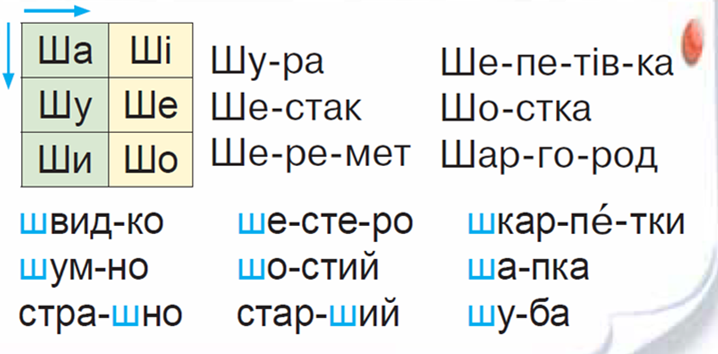 Ша Ші
Шу Ше
Ши Шо
Шу-ра
Ше-стак
Ше-ре-мет
Ше-пе-тів-ка
Шо-стка
Шар-го-род
швид-ко ше-сте-ро шкар-пе́-тки
шум-но шо-стий ша-пка
стра-шно стар-ший шу-ба